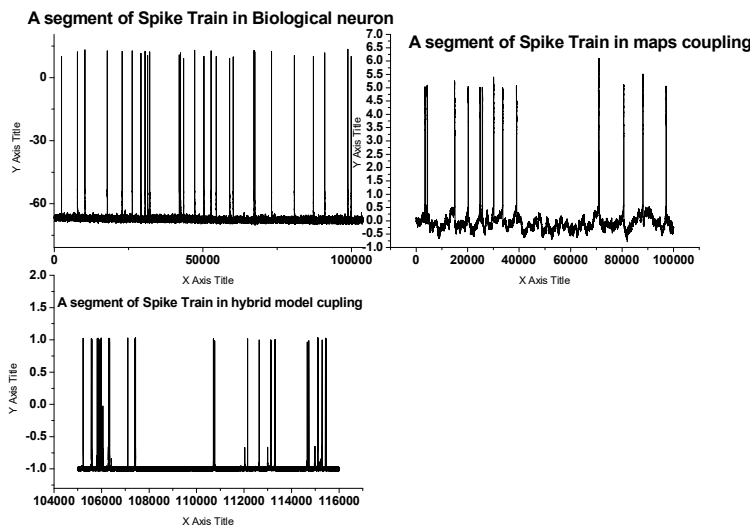 A segment of Spike Train in Biological neuron
0
-30
-60
Y Axis Title
0 50000 100000
X Axis Title
A segment of Spike Train in maps coupling
7.0
6.5
6.0
5.5
5.0
4.5
4.0
3.5
3.0
2.5
2.0
1.5
1.0
0.5
0.0
-0.5
-1.0
Y Axis Title
0 20000 40000 60000 80000 100000
X Axis Title
A segment of Spike Train in hybrid model cupling
2.0
1.5
1.0
0.5
0.0
-0.5
-1.0
Y Axis Title
104000 106000 108000 110000 112000 114000 116000
X Axis Title